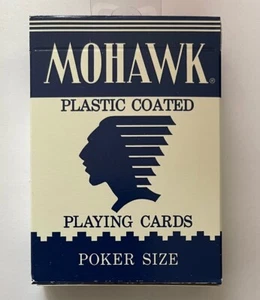 MOHAWK®
PLASTIC COATED
PLAYING CARDS
POKER SIZE